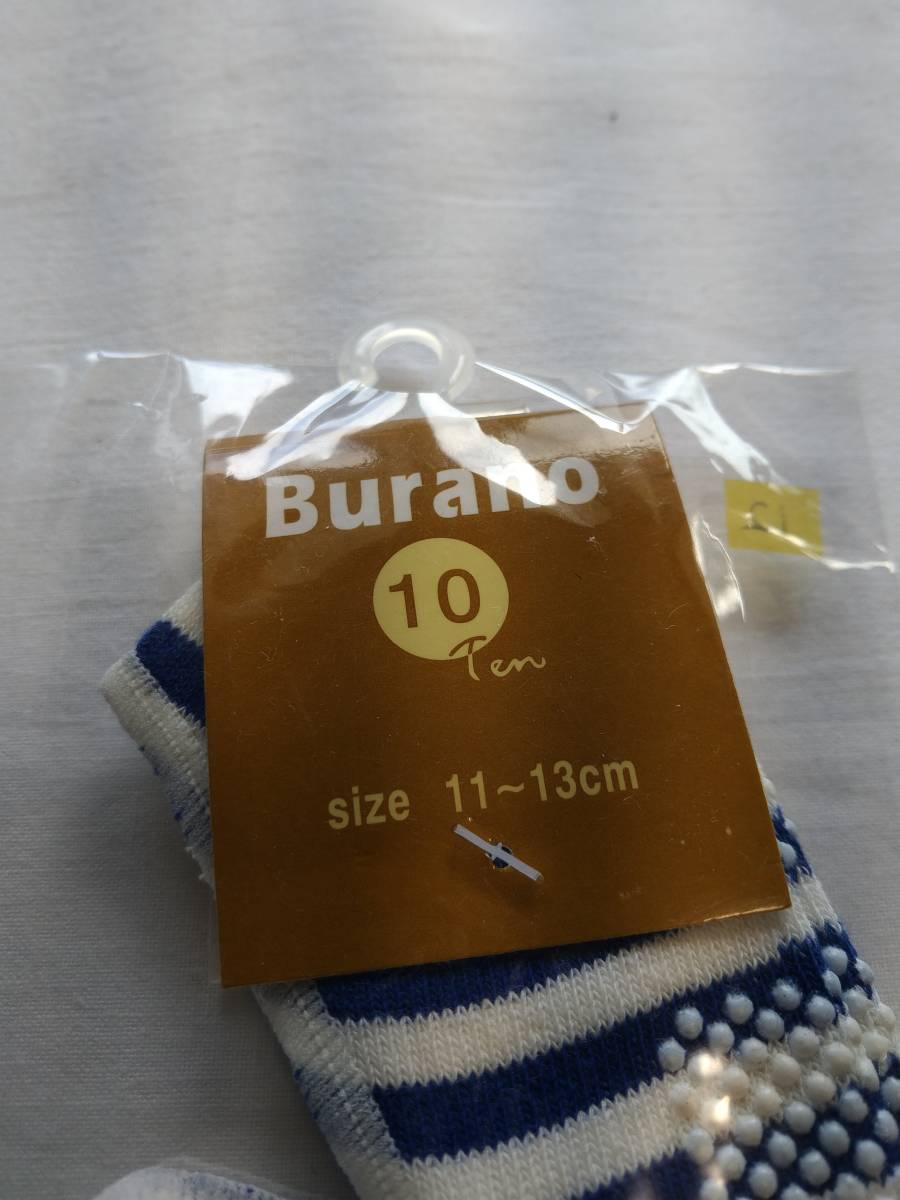 Burano
10
Ten
size 11~13cm